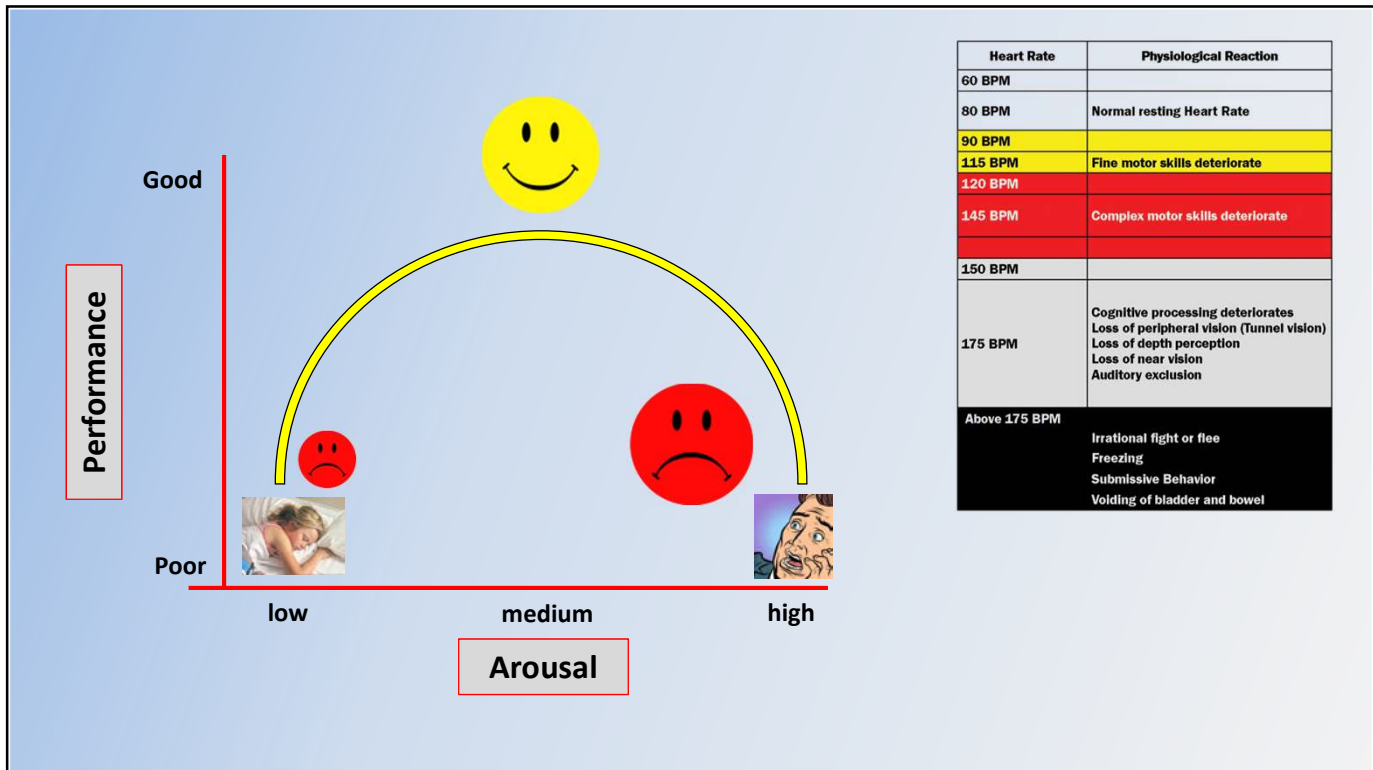 Good
Performance
Poor
low medium high
Arousal
Heart Rate Physiological Reaction
60 BPM
80 BPM Normal resting Heart Rate
90 BPM
115 BPM Fine motor skills deteriorate
120 BPM
145 BPM Complex motor skills deteriorate
150 BPM
175 BPM
Cognitive processing deteriorates
Loss of peripheral vision (Tunnel vision)
Loss of depth perception
Loss of near vision
Auditory exclusion
Above 175 BPM
Irrational fight or flee
Freezing
Submissive Behavior
Voiding of bladder and bowel